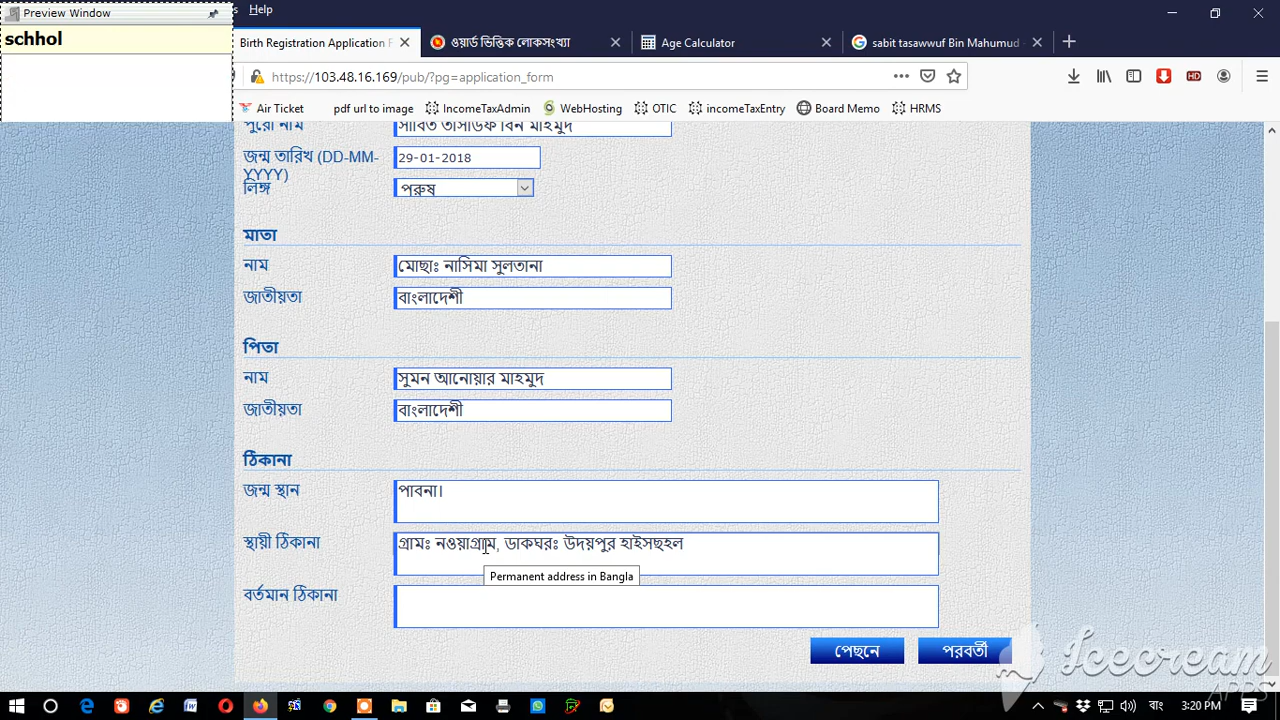 Preview Window
schhol
s Help
Birth Registration Application F
ওয়ার্ড ভিত্তিক লোকসংখ্যা
Age Calculator
sabit tasawwuf Bin Mahumud -
https://103.48.16.169/pub/?pg=application_form
Air Ticket
pdf url to image
IncomeTaxAdmin
WebHosting
OTIC
incomeTaxEntry
Board Memo
HRMS
পুরো নাম
সাবিত তাসাউফ বিন মাহমুদ
জন্ম তারিখ (DD-MM-YYYY)
29-01-2018
লিঙ্গ
পুরুষ
মাতা
নাম
মোছাঃ নাসিমা সুলতানা
জাতীয়তা
বাংলাদেশী
পিতা
নাম
সুমন আনোয়ার মাহমুদ
জাতীয়তা
বাংলাদেশী
ঠিকানা
জন্ম স্থান
পাবনা।
স্থায়ী ঠিকানা
গ্রামঃ নওয়াগ্রাম, ডাকঘরঃ উদয়পুর হাইসছহল
Permanent address in Bangla
বর্তমান ঠিকানা
পেছনে
পরবর্তী
Icecream
APPS
বাং
3:20 PM